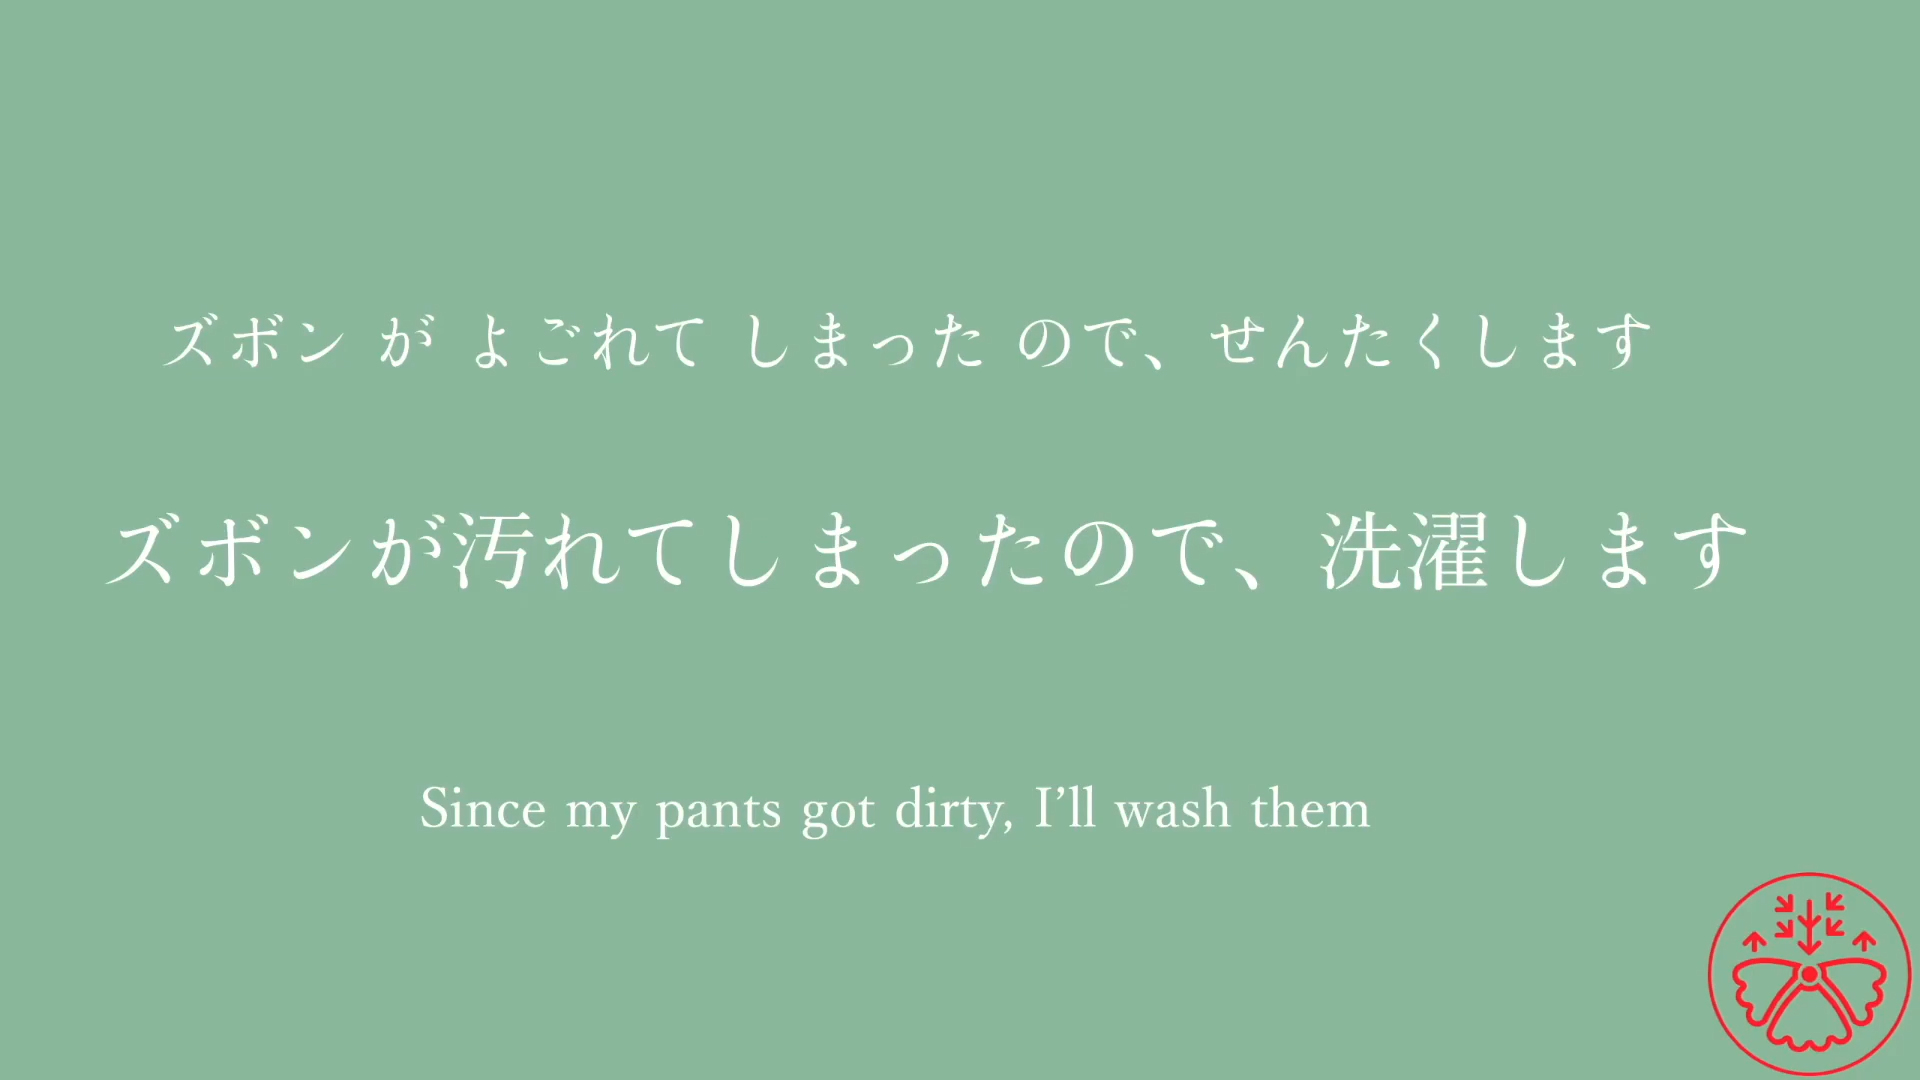 ズボン が よごれて しまった ので、せんたくします
ズボンが汚れてしまったので、洗濯します
Since my pants got dirty, I’ll wash them